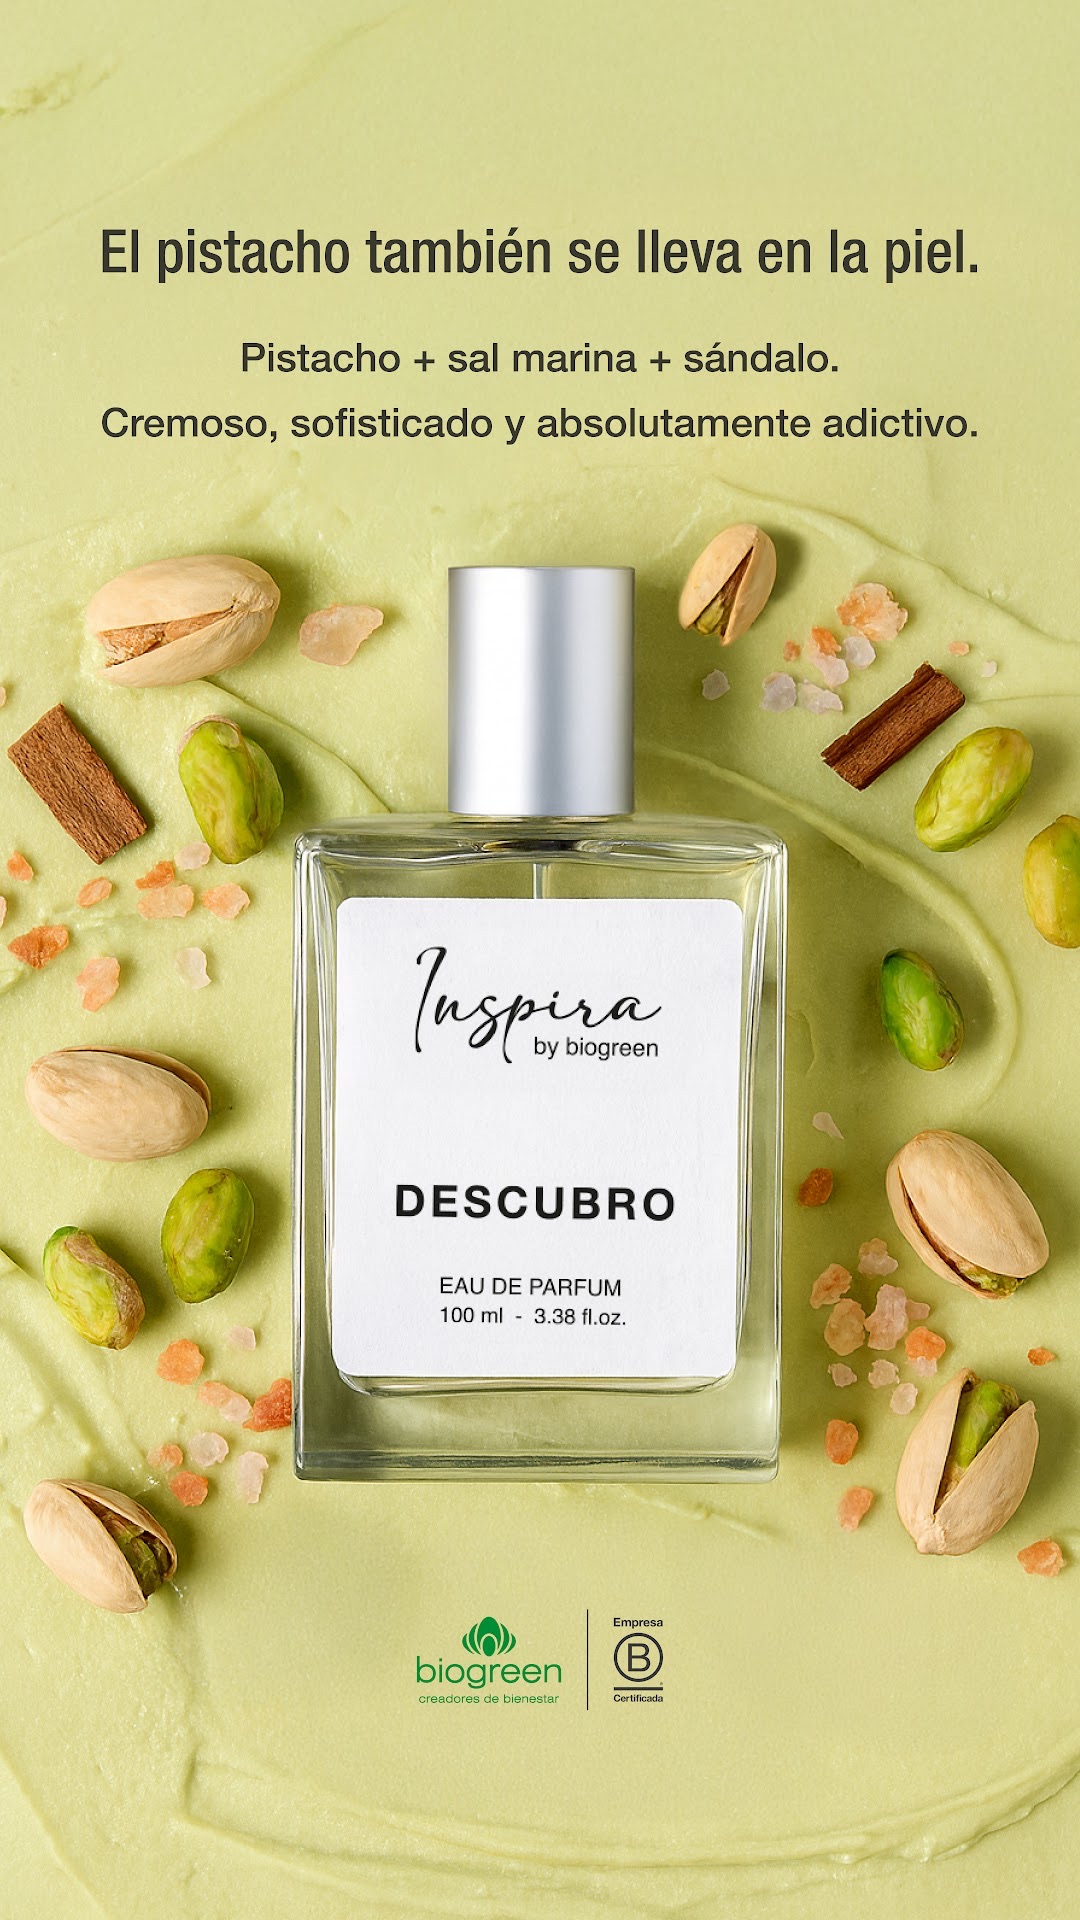 El pistacho también se lleva en la piel.
Pistacho + sal marina + sándalo.
Cremoso, sofisticado y absolutamente adictivo.
Inspira
by biogreen
DESCUBRO
EAU DE PARFUM
100 ml - 3.38 fl.oz.
biogreen
creadores de bienestar
Empresa
B
Certificada